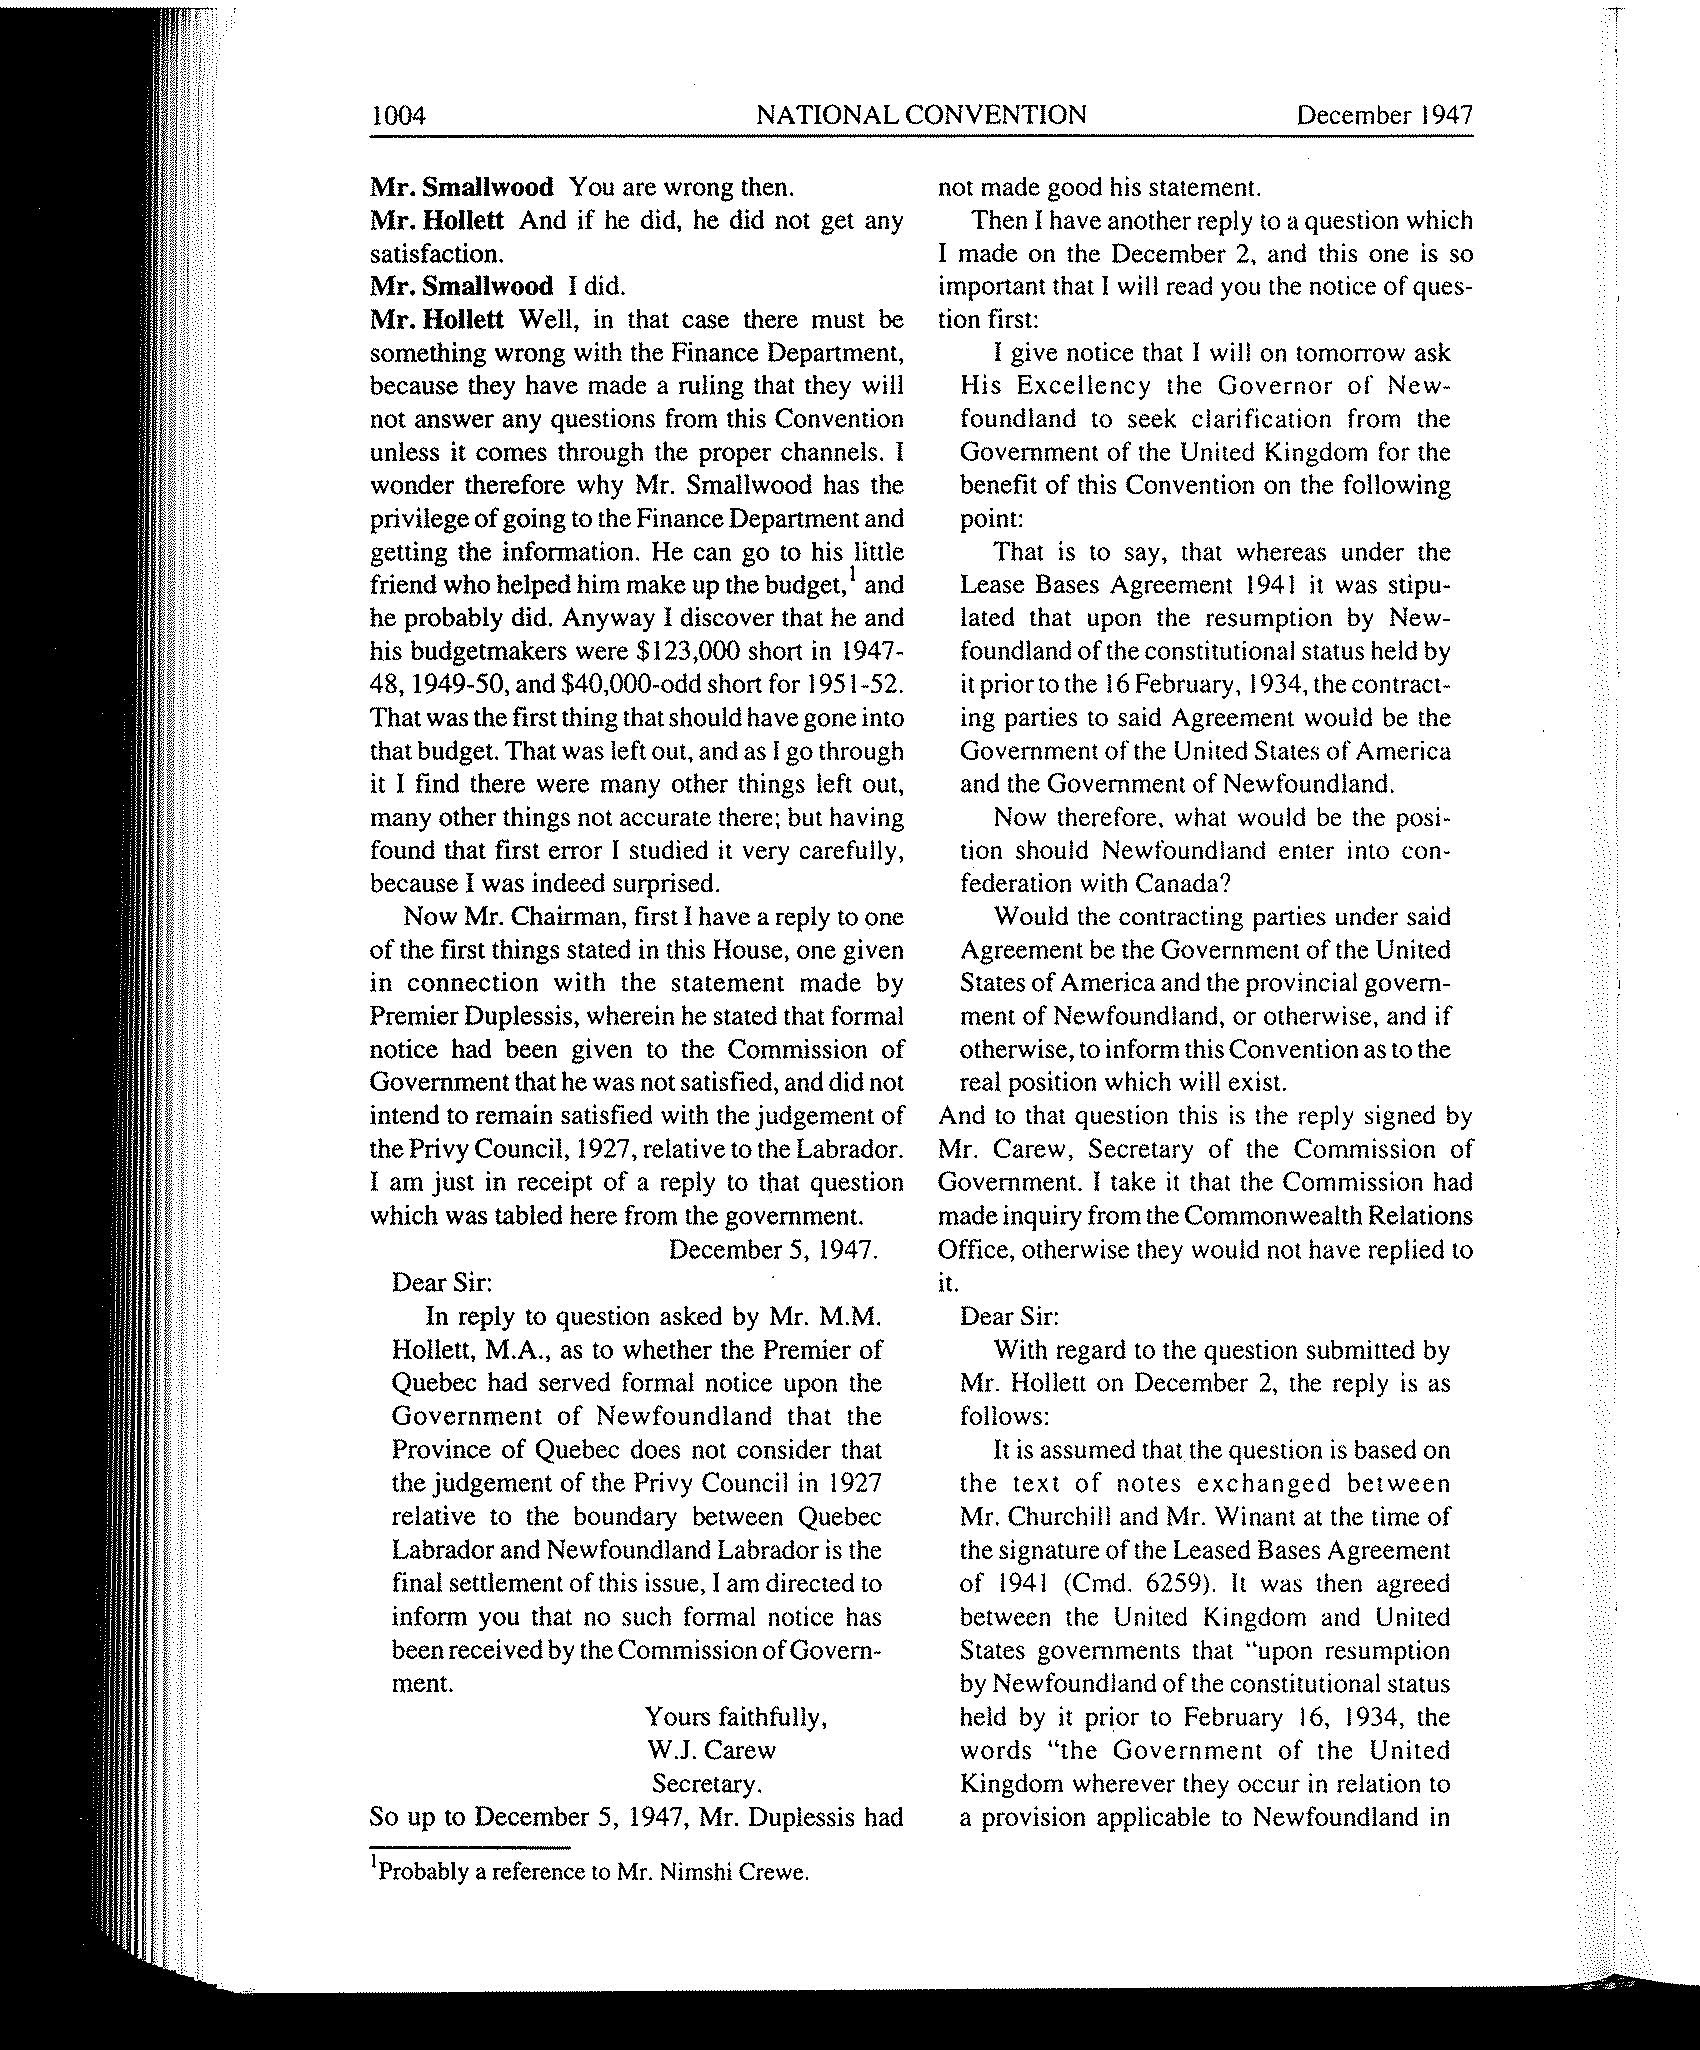 1004 NATIONAL CONVENTION December 1947
Mr. Smallwood You are wrong then.
Mr. Hollett And if he did, he did not get any
satisfaction.
Mr. Smallwood I did.
Mr. Hollett Well, in that case there must be
something wrong with the Finance Department,
because they have made a ruling that they will
not answer any questions from this Convention
unless it comes through the proper channels. I
wonder therefore why Mr. Smallwood has the
privilege of going to the Finance Department and
getting the information. He can go to his little
friend who helped him make up the budget,¹ and
he probably did. Anyway I discover that he and
his budgetmakers were $123,000 short in 1947-
48, 1949-50, and $40,000-odd short for 1951-52.
That was the first thing that should have gone into
that budget. That was left out, and as I go through
it I find there were many other things left out,
many other things not accurate there; but having
found that first error I studied it very carefully,
because I was indeed surprised.
Now Mr. Chairman, first I have a reply to one
of the first things stated in this House, one given
in connection with the statement made by
Premier Duplessis, wherein he stated that formal
notice had been given to the Commission of
Government that he was not satisfied, and did not
intend to remain satisfied with the judgement of
the Privy Council, 1927, relative to the Labrador.
I am just in receipt of a reply to that question
which was tabled here from the government.
December 5, 1947.
Dear Sir:
In reply to question asked by Mr. M.M.
Hollett, M.A., as to whether the Premier of
Quebec had served formal notice upon the
Government of Newfoundland that the
Province of Quebec does not consider that
the judgement of the Privy Council in 1927
relative to the boundary between Quebec
Labrador and Newfoundland Labrador is the
final settlement of this issue, I am directed to
inform you that no such formal notice has
been received by the Commission of Govern-
ment.
Yours faithfully,
W.J. Carew
Secretary.
So up to December 5, 1947, Mr. Duplessis had
¹Probably a reference to Mr. Nimshi Crewe.
not made good his statement.
Then I have another reply to a question which
I made on the December 2, and this one is so
important that I will read you the notice of ques-
tion first:
I give notice that I will on tomorrow ask
His Excellency the Governor of New-
foundland to seek clarification from the
Government of the United Kingdom for the
benefit of this Convention on the following
point:
That is to say, that whereas under the
Lease Bases Agreement 1941 it was stipu-
lated that upon the resumption by New-
foundland of the constitutional status held by
it prior to the 16 February, 1934, the contract-
ing parties to said Agreement would be the
Government of the United States of America
and the Government of Newfoundland.
Now therefore, what would be the posi-
tion should Newfoundland enter into con-
federation with Canada?
Would the contracting parties under said
Agreement be the Government of the United
States of America and the provincial govern-
ment of Newfoundland, or otherwise, and if
otherwise, to inform this Convention as to the
real position which will exist.
And to that question this is the reply signed by
Mr. Carew, Secretary of the Commission of
Government. I take it that the Commission had
made inquiry from the Commonwealth Relations
Office, otherwise they would not have replied to
it.
Dear Sir:
With regard to the question submitted by
Mr. Hollett on December 2, the reply is as
follows:
It is assumed that the question is based on
the text of notes exchanged between
Mr. Churchill and Mr. Winant at the time of
the signature of the Leased Bases Agreement
of 1941 (Cmd. 6259). It was then agreed
between the United Kingdom and United
States governments that "upon resumption
by Newfoundland of the constitutional status
held by it prior to February 16, 1934, the
words "the Government of the United
Kingdom wherever they occur in relation to
a provision applicable to Newfoundland in